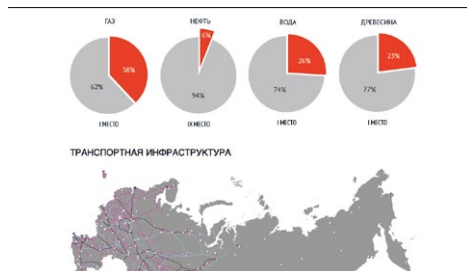 ГАЗ
НЕФТЬ
ВОДА
ДРЕВЕСИНА
38%
62%
6%
94%
26%
74%
23%
77%
I МЕСТО
IX МЕСТО
I МЕСТО
I МЕСТО
ТРАНСПОРТНАЯ ИНФРАСТРУКТУРА